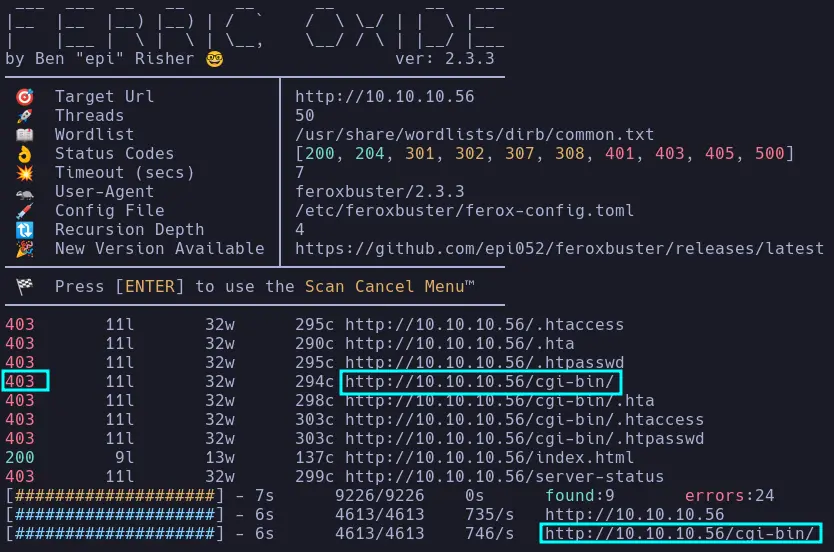 FERRIC OXIDE
by Ben "epi" Risher 🤓 ver: 2.3.3
🎯 Target Url │ http://10.10.10.56
🚀 Threads │ 50
📖 Wordlist │ /usr/share/wordlists/dirb/common.txt
👌 Status Codes │ [200, 204, 301, 302, 307, 308, 401, 403, 405, 500]
💥 Timeout (secs) │ 7
🦡 User-Agent │ feroxbuster/2.3.3
💉 Config File │ /etc/feroxbuster/ferox-config.toml
🔃 Recursion Depth │ 4
🎉 New Version Available │ https://github.com/epi052/feroxbuster/releases/latest
🏁 Press [ENTER] to use the Scan Cancel Menu™
403 11l 32w 295c http://10.10.10.56/.htaccess
403 11l 32w 290c http://10.10.10.56/.hta
403 11l 32w 295c http://10.10.10.56/.htpasswd
403 11l 32w 294c http://10.10.10.56/cgi-bin/
403 11l 32w 298c http://10.10.10.56/cgi-bin/.hta
403 11l 32w 303c http://10.10.10.56/cgi-bin/.htaccess
403 11l 32w 303c http://10.10.10.56/cgi-bin/.htpasswd
200 9l 13w 137c http://10.10.10.56/index.html
403 11l 32w 299c http://10.10.10.56/server-status
[####################] - 7s 9226/9226 0s found:9 errors:24
[####################] - 6s 4613/4613 735/s http://10.10.10.56
[####################] - 6s 4613/4613 746/s http://10.10.10.56/cgi-bin/